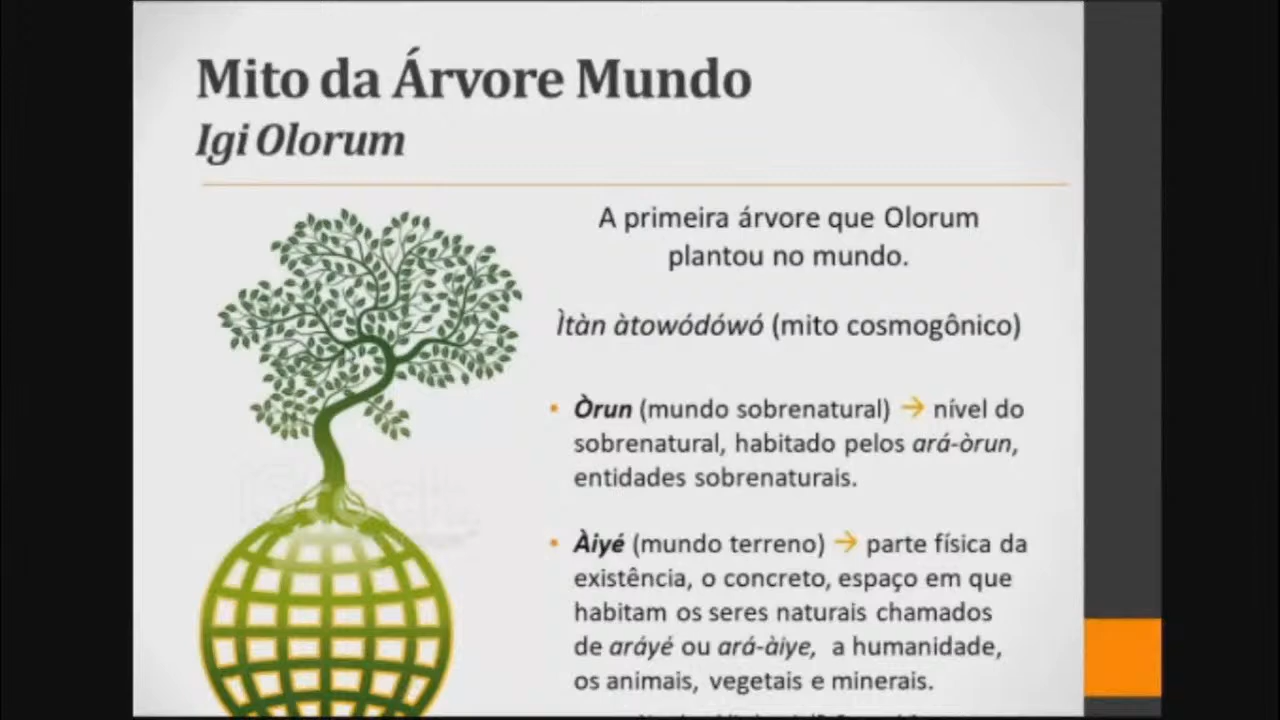 Mito da Árvore Mundo
Igi Olorum
A primeira árvore que Olorum
plantou no mundo.
Ìtàn àtowódówó (mito cosmogônico)
• Òrun (mundo sobrenatural) → nível do
sobrenatural, habitado pelos ará-òrun,
entidades sobrenaturais.
• Àiyé (mundo terreno) → parte física da
existência, o concreto, espaço em que
habitam os seres naturais chamados
de aráyé ou ará-àiye, a humanidade,
os animais, vegetais e minerais.